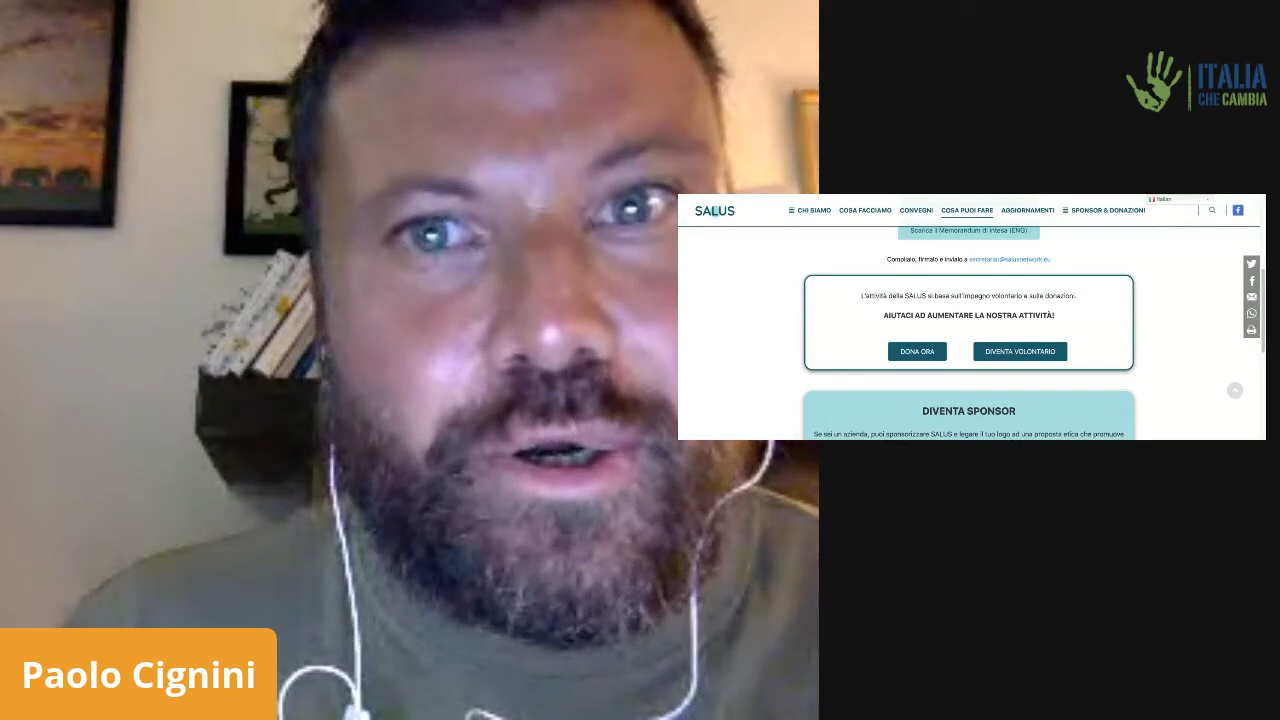 ITALIA
CHE CAMBIA
Italian
SALUS
CHI SIAMO COSA FACCIAMO CONVEGNI COSA PUOI FARE AGGIORNAMENTI SPONSOR & DONAZIONI
Scarica il Memorandum di Intesa (ENG)
Compilalo, firmalo e invialo a secretariat@salusnetwork.eu
L'attività della SALUS si basa sull'impegno volontario e sulle donazioni.
AIUTACI AD AUMENTARE LA NOSTRA ATTIVITÀ!
DONA ORA DIVENTA VOLONTARIO
DIVENTA SPONSOR
Se sei un azienda, puoi sponsorizzare SALUS e legare il tuo logo ad una proposta etica che promuove
Paolo Cignini